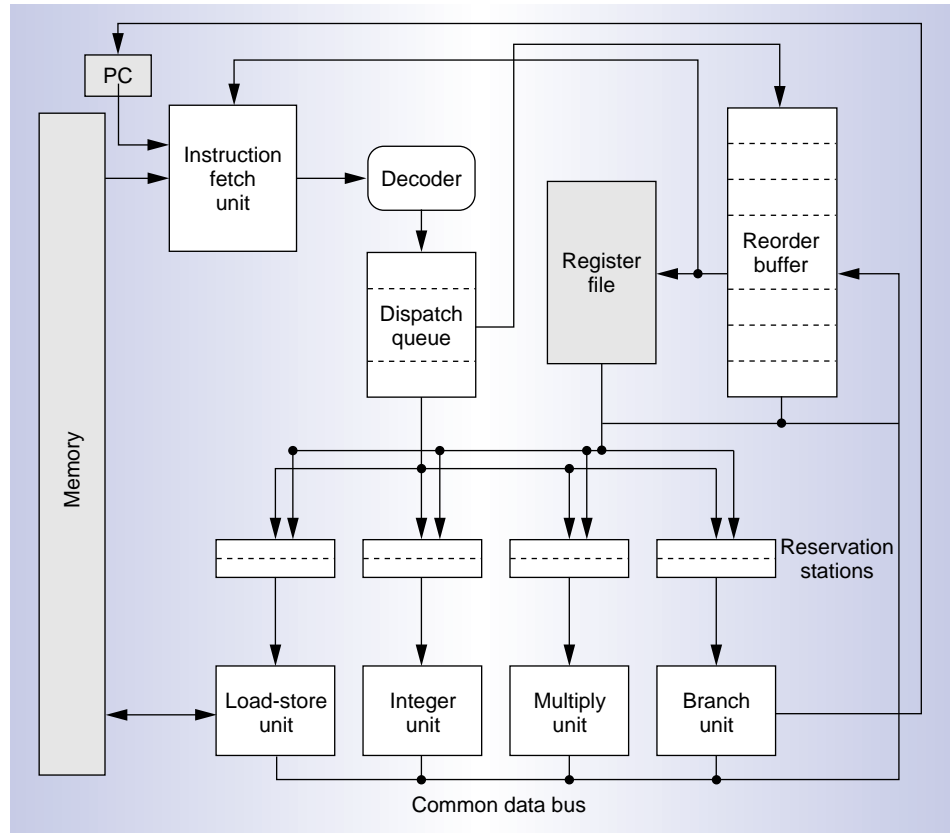 PC
Instruction
fetch
unit
Decoder
Dispatch
queue
Register
file
Reorder
buffer
Memory
Reservation
stations
Load-store
unit
Integer
unit
Multiply
unit
Branch
unit
Common data bus